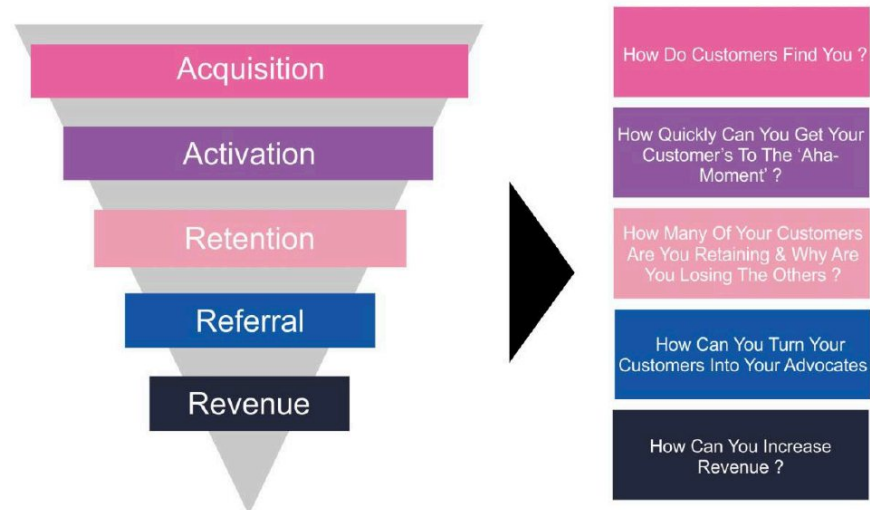 Acquisition
Activation
Retention
Referral
Revenue
How Do Customers Find You ?
How Quickly Can You Get Your
Customer's To The ‘Aha-
Moment’ ?
How Many Of Your Customers
Are You Retaining & Why Are
You Losing The Others ?
How Can You Turn Your
Customers Into Your Advocates
How Can You Increase
Revenue ?